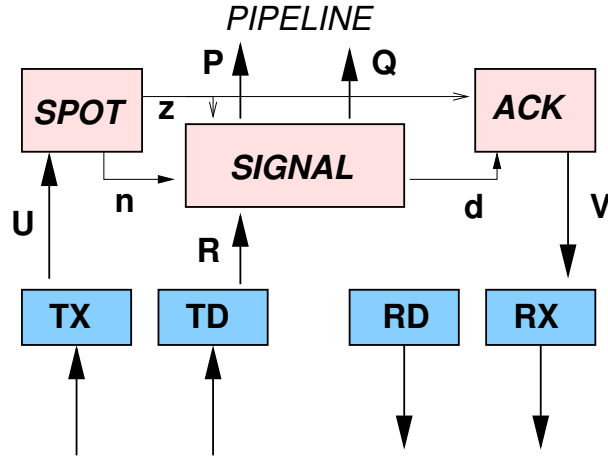 PIPELINE
P Q
SPOT z ACK
SIGNAL
n d
U V
R
TX TD RD RX